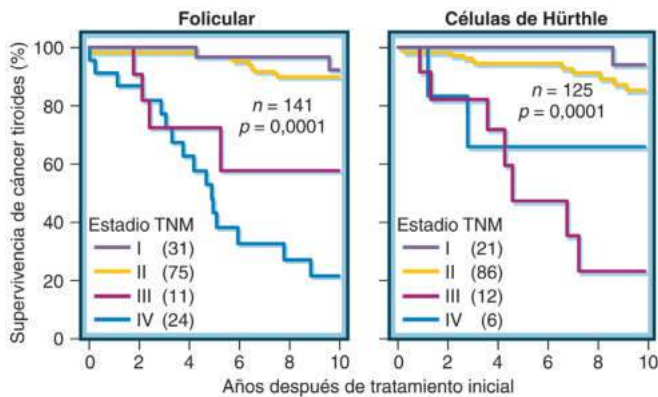 Folicular
Células de Hürthle
Supervivencia de cáncer tiroides (%)
100
80
60
40
20
0
n = 141
p = 0,0001
Estadio TNM
I (31)
II (75)
III (11)
IV (24)
0 2 4 6 8 10
n = 125
p = 0,0001
Estadio TNM
I (21)
II (86)
III (12)
IV (6)
0 2 4 6 8 10
Años después de tratamiento inicial